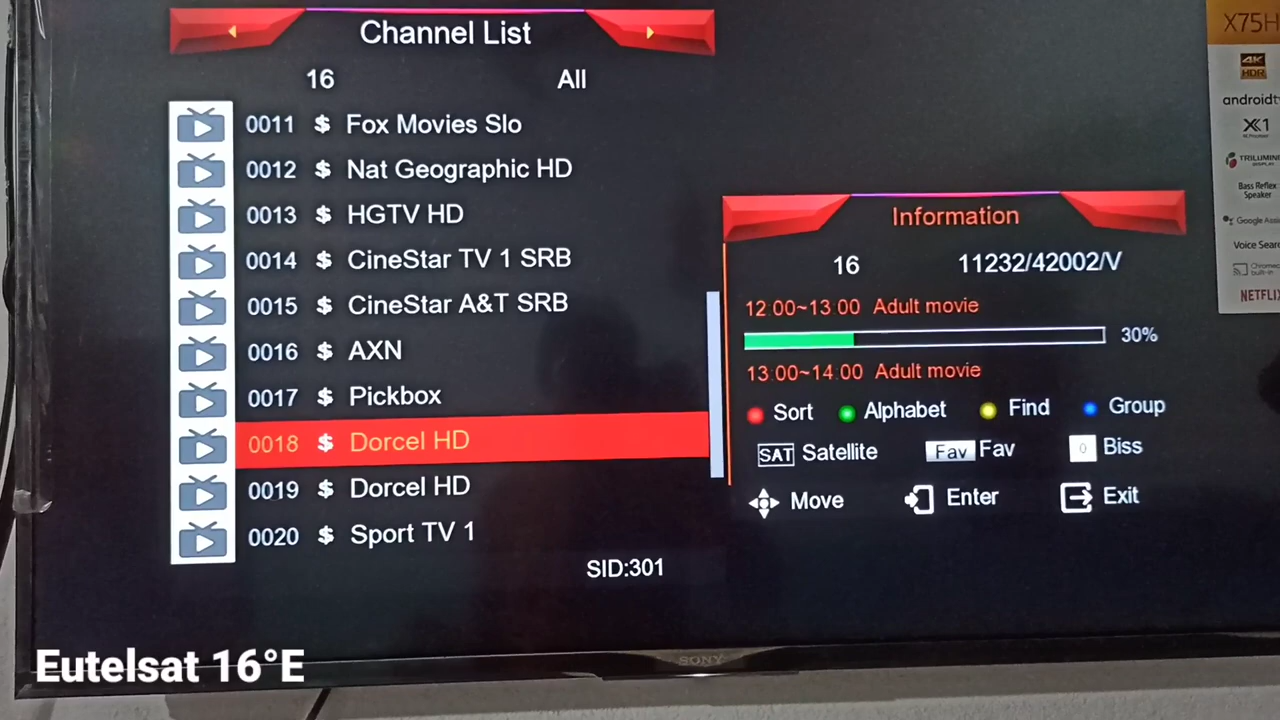 Channel List
16 All
0011 $ Fox Movies Slo
0012 $ Nat Geographic HD
0013 $ HGTV HD
0014 $ CineStar TV 1 SRB
0015 $ CineStar A&T SRB
0016 $ AXN
0017 $ Pickbox
0018 $ Dorcel HD
0019 $ Dorcel HD
0020 $ Sport TV 1
SID:301
Information
16 11232/42002/V
12:00~13:00 Adult movie
30%
13:00~14:00 Adult movie
Sort Alphabet Find Group
SAT Satellite Fav Fav 0 Biss
Move Enter Exit
X75H
4K
HDR
androidtv
X1
TRILUMINOS
DISPLAY
Bass Reflex
Speaker
Google
Voice Search
Chromecast
built-in
NETFLIX
SONY
Eutelsat 16°E